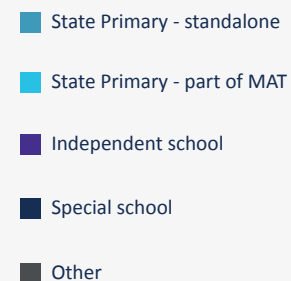 State Primary - standalone
State Primary - part of MAT
Independent school
Special school
Other